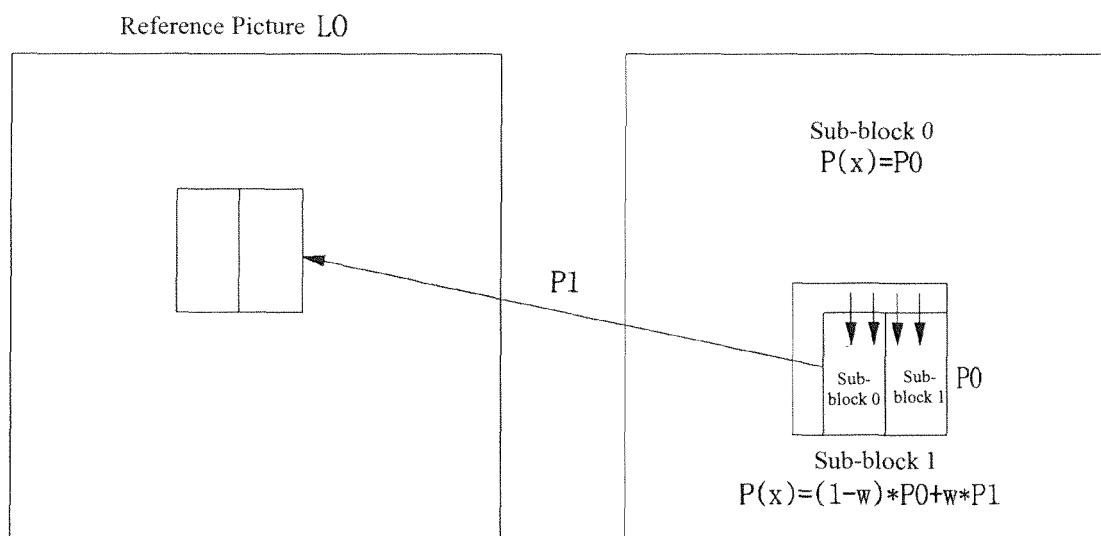 Reference Picture L0
Sub-block 0
P(x)=P0
P1
Sub-
block 0
Sub-
block 1
P0
Sub-block 1
P(x)=(1-w)*P0+w*P1